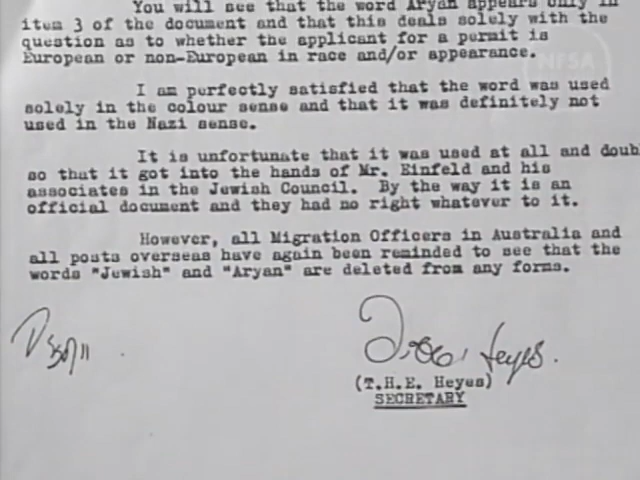 You will see that the word Aryan appears only in
item 3 of the document and that this deals solely with the
question as to whether the applicant for a permit is
European or non-European in race and/or appearance.
I am perfectly satisfied that the word was used
solely in the colour sense and that it was definitely not
used in the Nazi sense.
It is unfortunate that it was used at all and doubl
so that it got into the hands of Mr. Einfeld and his
associates in the Jewish Council. By the way it is an
official document and they had no right whatever to it.
However, all Migration Officers in Australia and
all posts overseas have again been reminded to see that the
words "Jewish" and "Aryan" are deleted from any forms.
Heyes.
(T.H.E. Heyes)
SECRETARY
NFSA